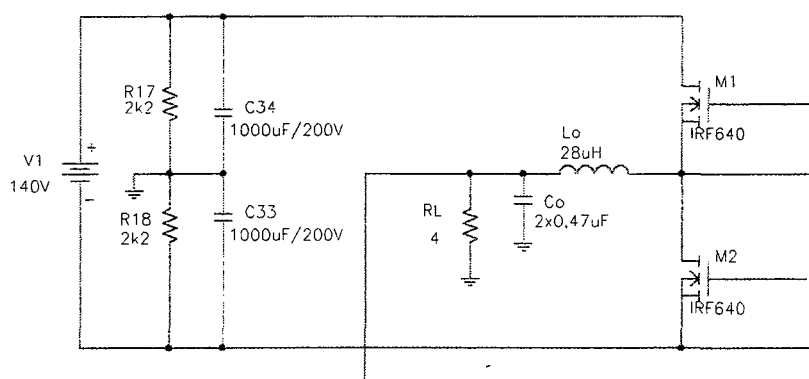 R17
2k2
C34
1000uF/200V
M1
IRF640
Lo
28uH
V1
140V
+
-
R18
2k2
C33
1000uF/200V
RL
4
Co
2x0,47uF
M2
IRF640